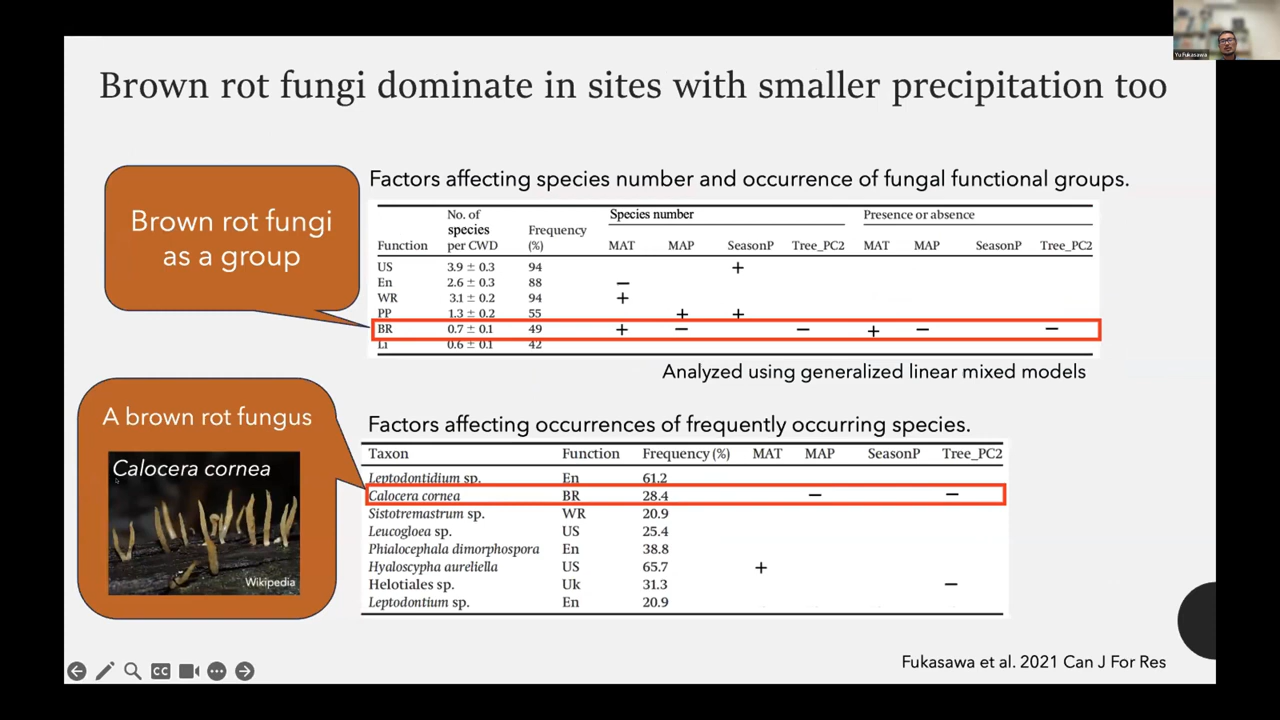 Yu Fukasawa
Brown rot fungi dominate in sites with smaller precipitation too
Brown rot fungi
as a group
Factors affecting species number and occurrence of fungal functional groups.
No. of Species number Presence or absence
species Frequency
Function per CWD (%) MAT MAP SeasonP Tree_PC2 MAT MAP SeasonP Tree_PC2
US 3.9 ± 0.3 94 +
En 2.6 ± 0.3 88 −
WR 3.1 ± 0.2 94 +
PP 1.3 ± 0.2 55 + +
BR 0.7 ± 0.1 49 + − − + − −
Li 0.6 ± 0.1 42
Analyzed using generalized linear mixed models
A brown rot fungus
Calocera cornea
Wikipedia
Factors affecting occurrences of frequently occurring species.
Taxon Function Frequency (%) MAT MAP SeasonP Tree_PC2
Leptodontidium sp. En 61.2
Calocera cornea BR 28.4 − −
Sistotremastrum sp. WR 20.9
Leucogloea sp. US 25.4
Phialocephala dimorphospora En 38.8
Hyaloscypha aureliella US 65.7 +
Helotiales sp. Uk 31.3 −
Leptodontium sp. En 20.9
CC
Fukasawa et al. 2021 Can J For Res